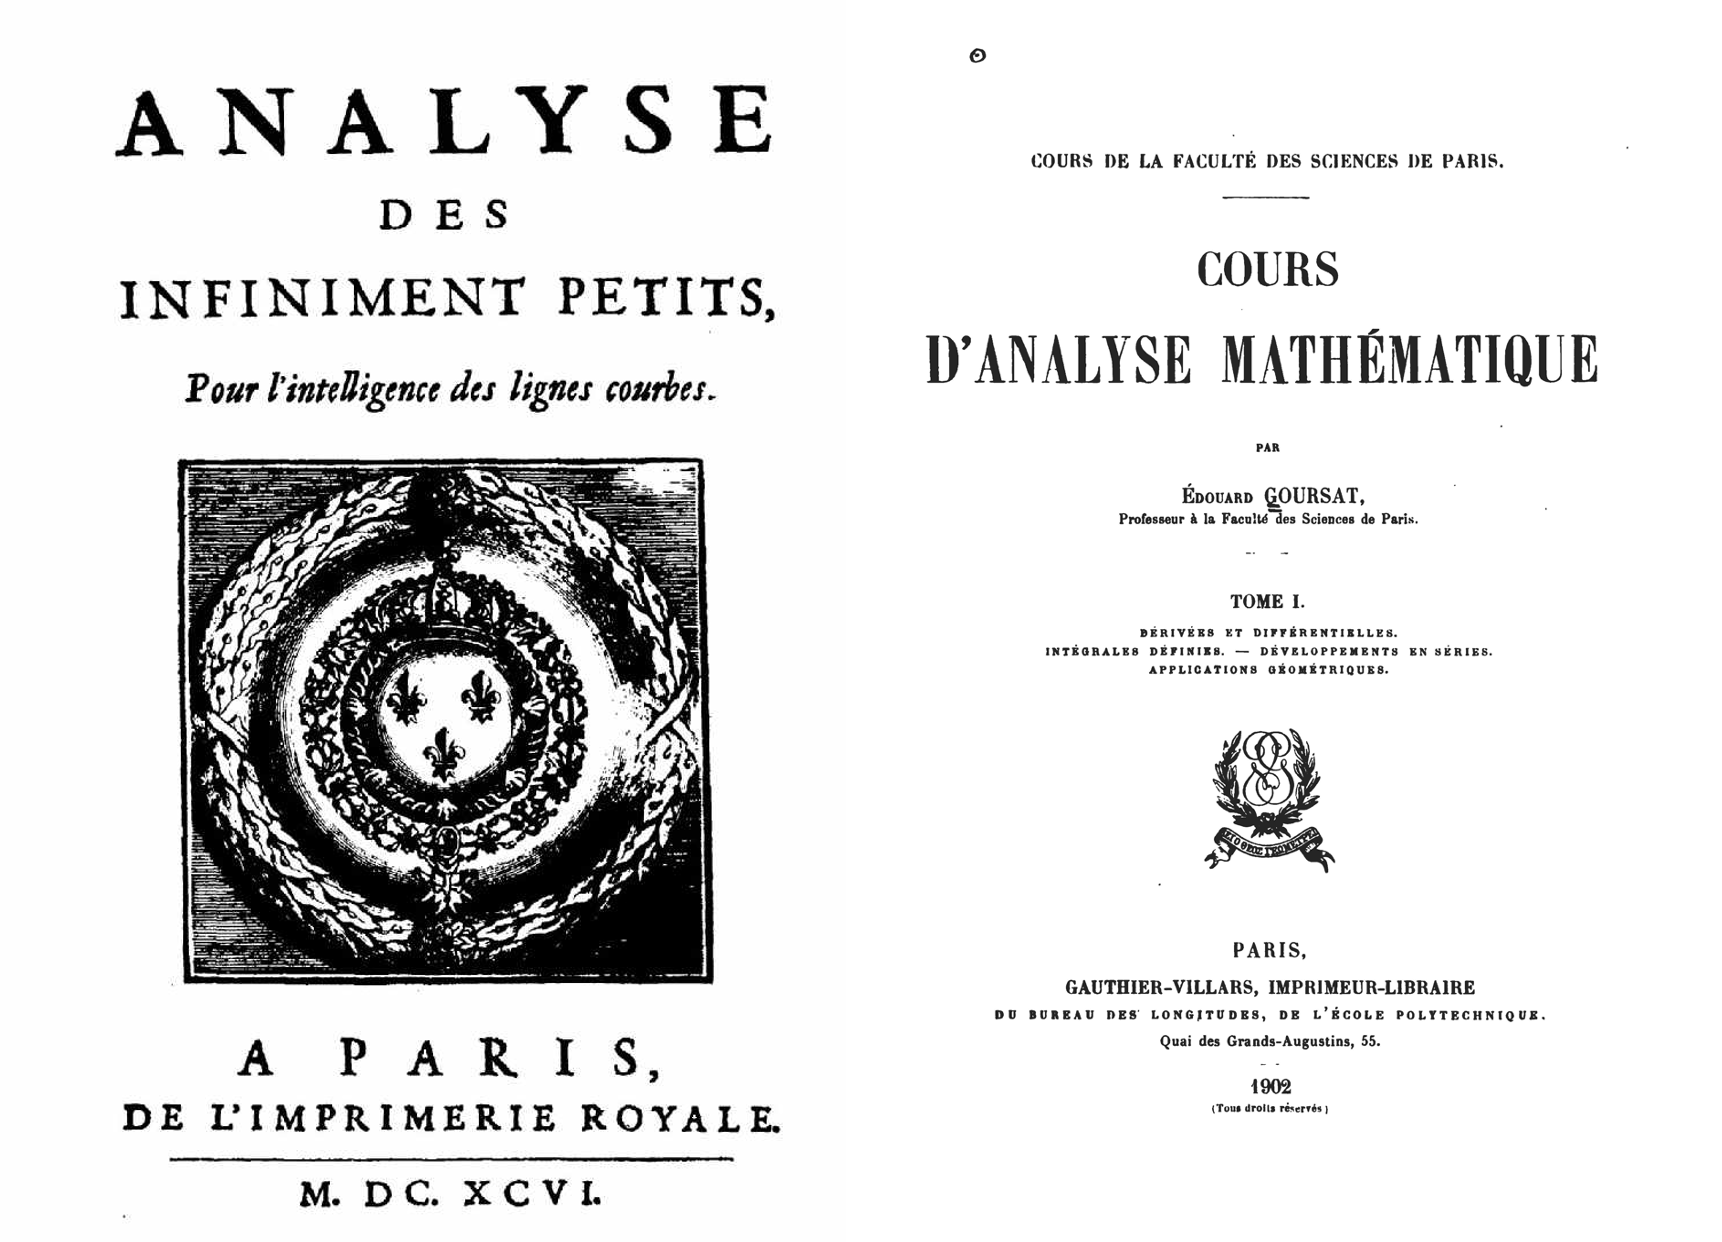 ANALYSE
DES
INFINIMENT PETITS,
Pour l'intelligence des lignes courbes.
A PARIS,
DE L'IMPRIMERIE ROYALE.
M. DC. XCVI.
COURS DE LA FACULTÉ DES SCIENCES DE PARIS.
COURS
D'ANALYSE MATHÉMATIQUE
PAR
ÉDOUARD GOURSAT,
Professeur à la Faculté des Sciences de Paris.
TOME I.
DÉRIVÉES ET DIFFÉRENTIELLES.
INTÉGRALES DÉFINIES. — DÉVELOPPEMENTS EN SÉRIES.
APPLICATIONS GÉOMÉTRIQUES.
PARIS,
GAUTHIER-VILLARS, IMPRIMEUR-LIBRAIRE
DU BUREAU DES LONGITUDES, DE L'ÉCOLE POLYTECHNIQUE.
Quai des Grands-Augustins, 55.
1902
(Tous droits réservés)